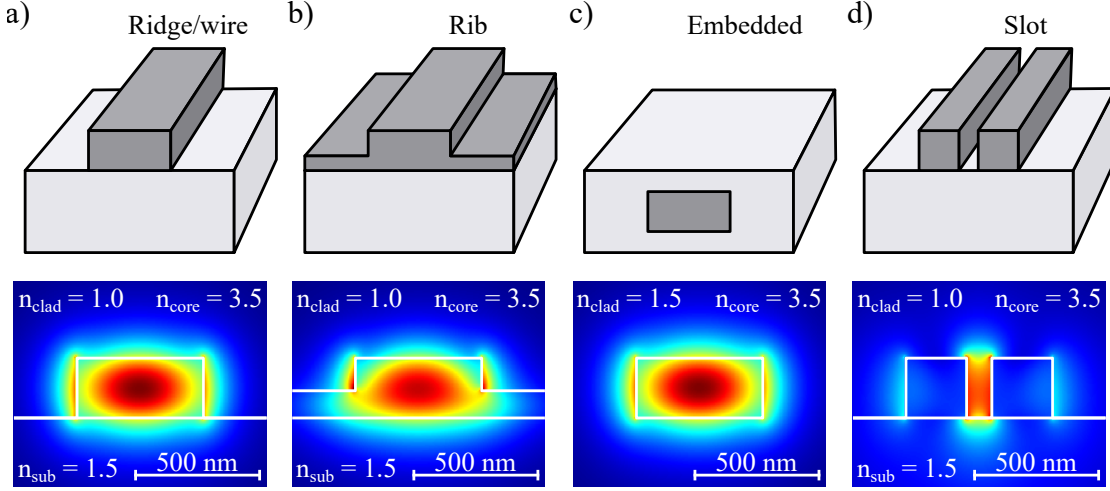 a) Ridge/wire
b) Rib
c) Embedded
d) Slot
n_clad = 1.0 n_core = 3.5
n_sub = 1.5 500 nm
n_clad = 1.0 n_core = 3.5
n_sub = 1.5 500 nm
n_clad = 1.5 n_core = 3.5
500 nm
n_clad = 1.0 n_core = 3.5
n_sub = 1.5 500 nm